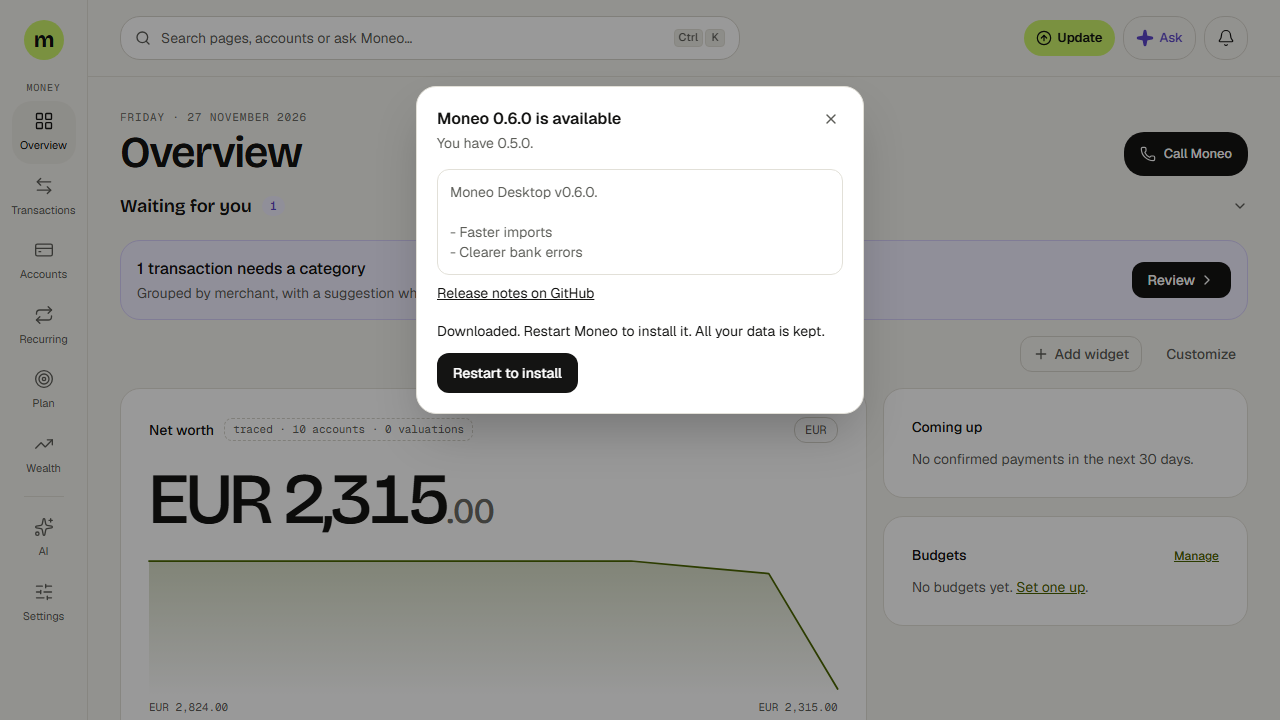 m
Search pages, accounts or ask Moneo...
Ctrl K
Update
Ask
MONEY
Overview
Transactions
Accounts
Recurring
Plan
Wealth
AI
Settings
FRIDAY · 27 NOVEMBER 2026
Overview
Call Moneo
Waiting for you 1
1 transaction needs a category
Grouped by merchant, with a suggestion wh
Review
Moneo 0.6.0 is available
You have 0.5.0.
Moneo Desktop v0.6.0.
- Faster imports
- Clearer bank errors
Release notes on GitHub
Downloaded. Restart Moneo to install it. All your data is kept.
Restart to install
Add widget
Customize
Net worth
traced · 10 accounts · 0 valuations
EUR
EUR 2,315.00
EUR 2,824.00
EUR 2,315.00
Coming up
No confirmed payments in the next 30 days.
Budgets
Manage
No budgets yet. Set one up.